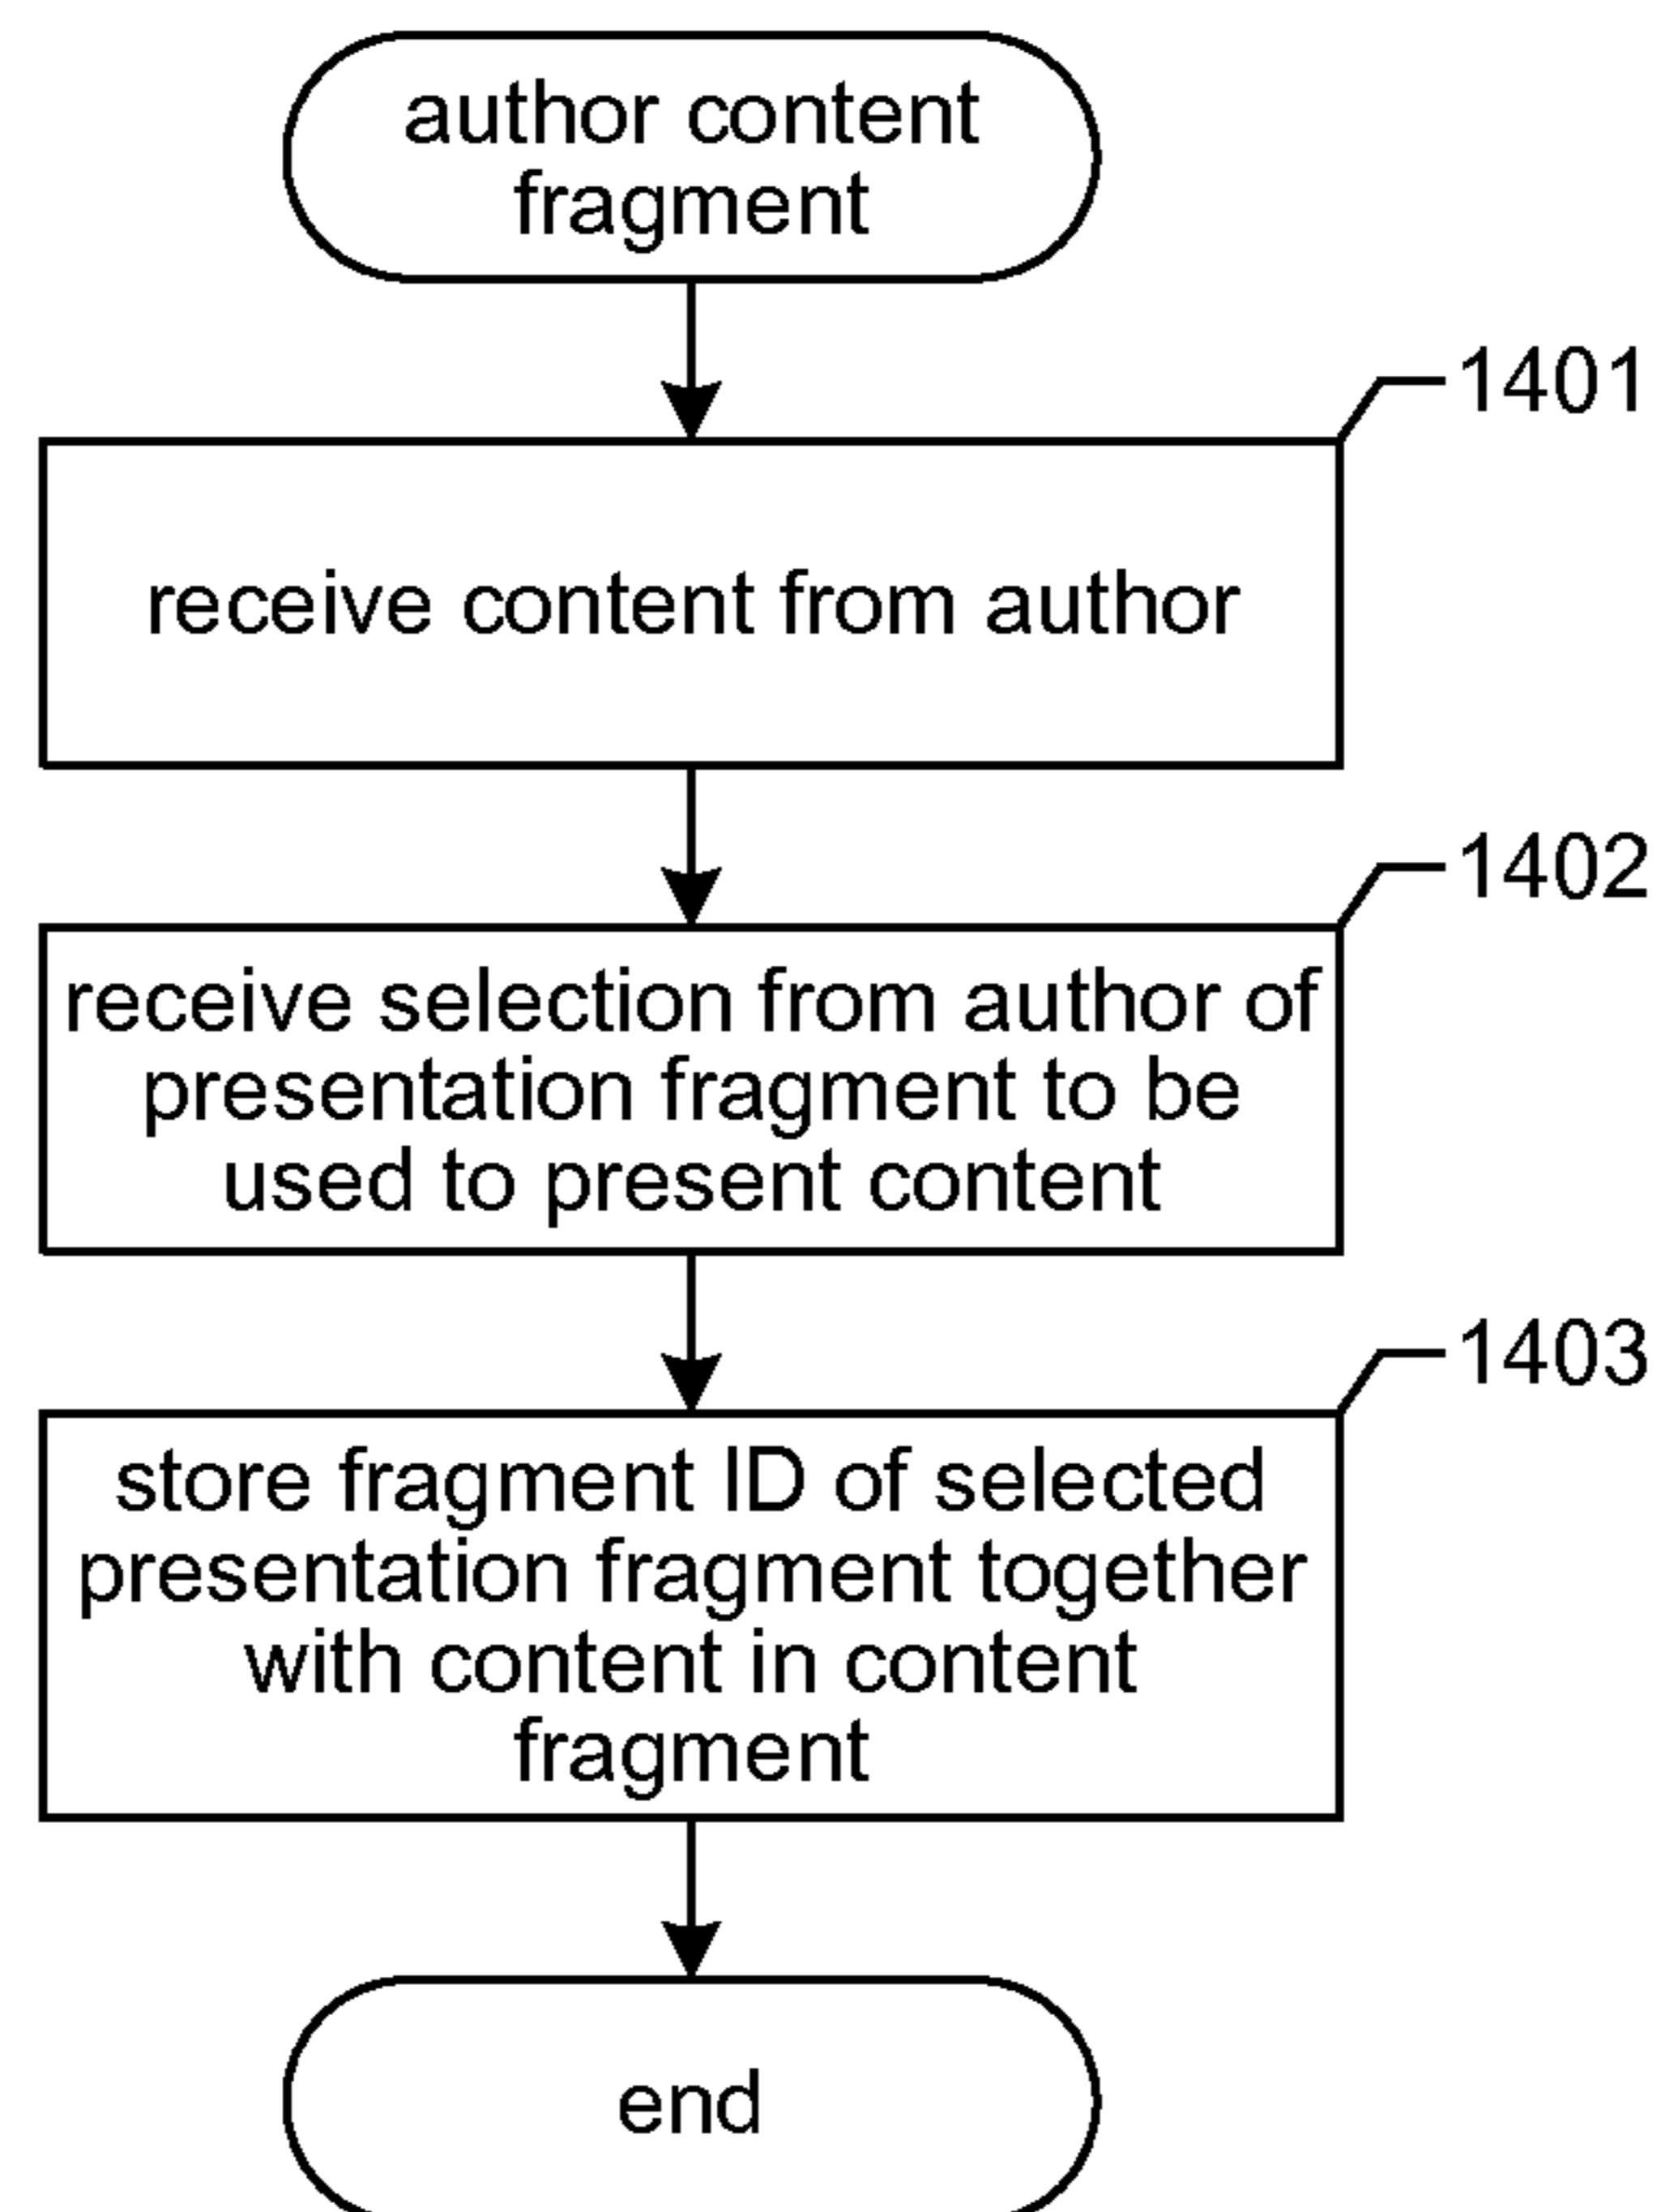 author content
fragment
1401
receive content from author
1402
receive selection from author of
presentation fragment to be
used to present content
1403
store fragment ID of selected
presentation fragment together
with content in content
fragment
end